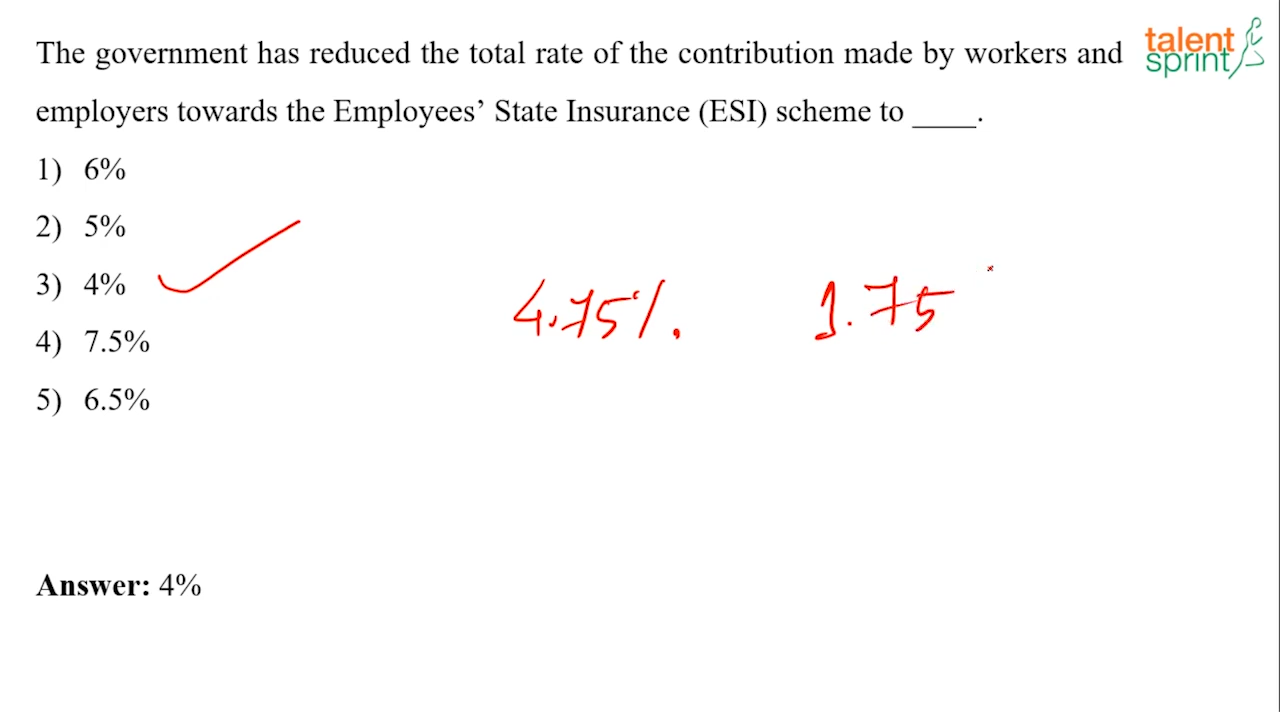 The government has reduced the total rate of the contribution made by workers and
talent
sprint
employers towards the Employees’ State Insurance (ESI) scheme to ____.
1) 6%
2) 5%
3) 4%
4.75%.
1.75
4) 7.5%
5) 6.5%
Answer: 4%